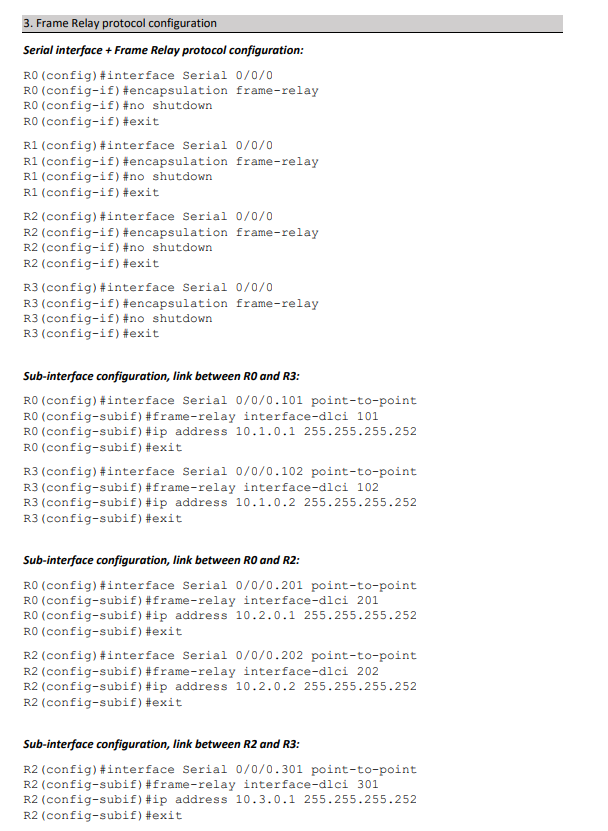 3. Frame Relay protocol configuration
Serial interface + Frame Relay protocol configuration:
R0(config)#interface Serial 0/0/0
R0(config-if)#encapsulation frame-relay
R0(config-if)#no shutdown
R0(config-if)#exit
R1(config)#interface Serial 0/0/0
R1(config-if)#encapsulation frame-relay
R1(config-if)#no shutdown
R1(config-if)#exit
R2(config)#interface Serial 0/0/0
R2(config-if)#encapsulation frame-relay
R2(config-if)#no shutdown
R2(config-if)#exit
R3(config)#interface Serial 0/0/0
R3(config-if)#encapsulation frame-relay
R3(config-if)#no shutdown
R3(config-if)#exit
Sub-interface configuration, link between R0 and R3:
R0(config)#interface Serial 0/0/0.101 point-to-point
R0(config-subif)#frame-relay interface-dlci 101
R0(config-subif)#ip address 10.1.0.1 255.255.255.252
R0(config-subif)#exit
R3(config)#interface Serial 0/0/0.102 point-to-point
R3(config-subif)#frame-relay interface-dlci 102
R3(config-subif)#ip address 10.1.0.2 255.255.255.252
R3(config-subif)#exit
Sub-interface configuration, link between R0 and R2:
R0(config)#interface Serial 0/0/0.201 point-to-point
R0(config-subif)#frame-relay interface-dlci 201
R0(config-subif)#ip address 10.2.0.1 255.255.255.252
R0(config-subif)#exit
R2(config)#interface Serial 0/0/0.202 point-to-point
R2(config-subif)#frame-relay interface-dlci 202
R2(config-subif)#ip address 10.2.0.2 255.255.255.252
R2(config-subif)#exit
Sub-interface configuration, link between R2 and R3:
R2(config)#interface Serial 0/0/0.301 point-to-point
R2(config-subif)#frame-relay interface-dlci 301
R2(config-subif)#ip address 10.3.0.1 255.255.255.252
R2(config-subif)#exit